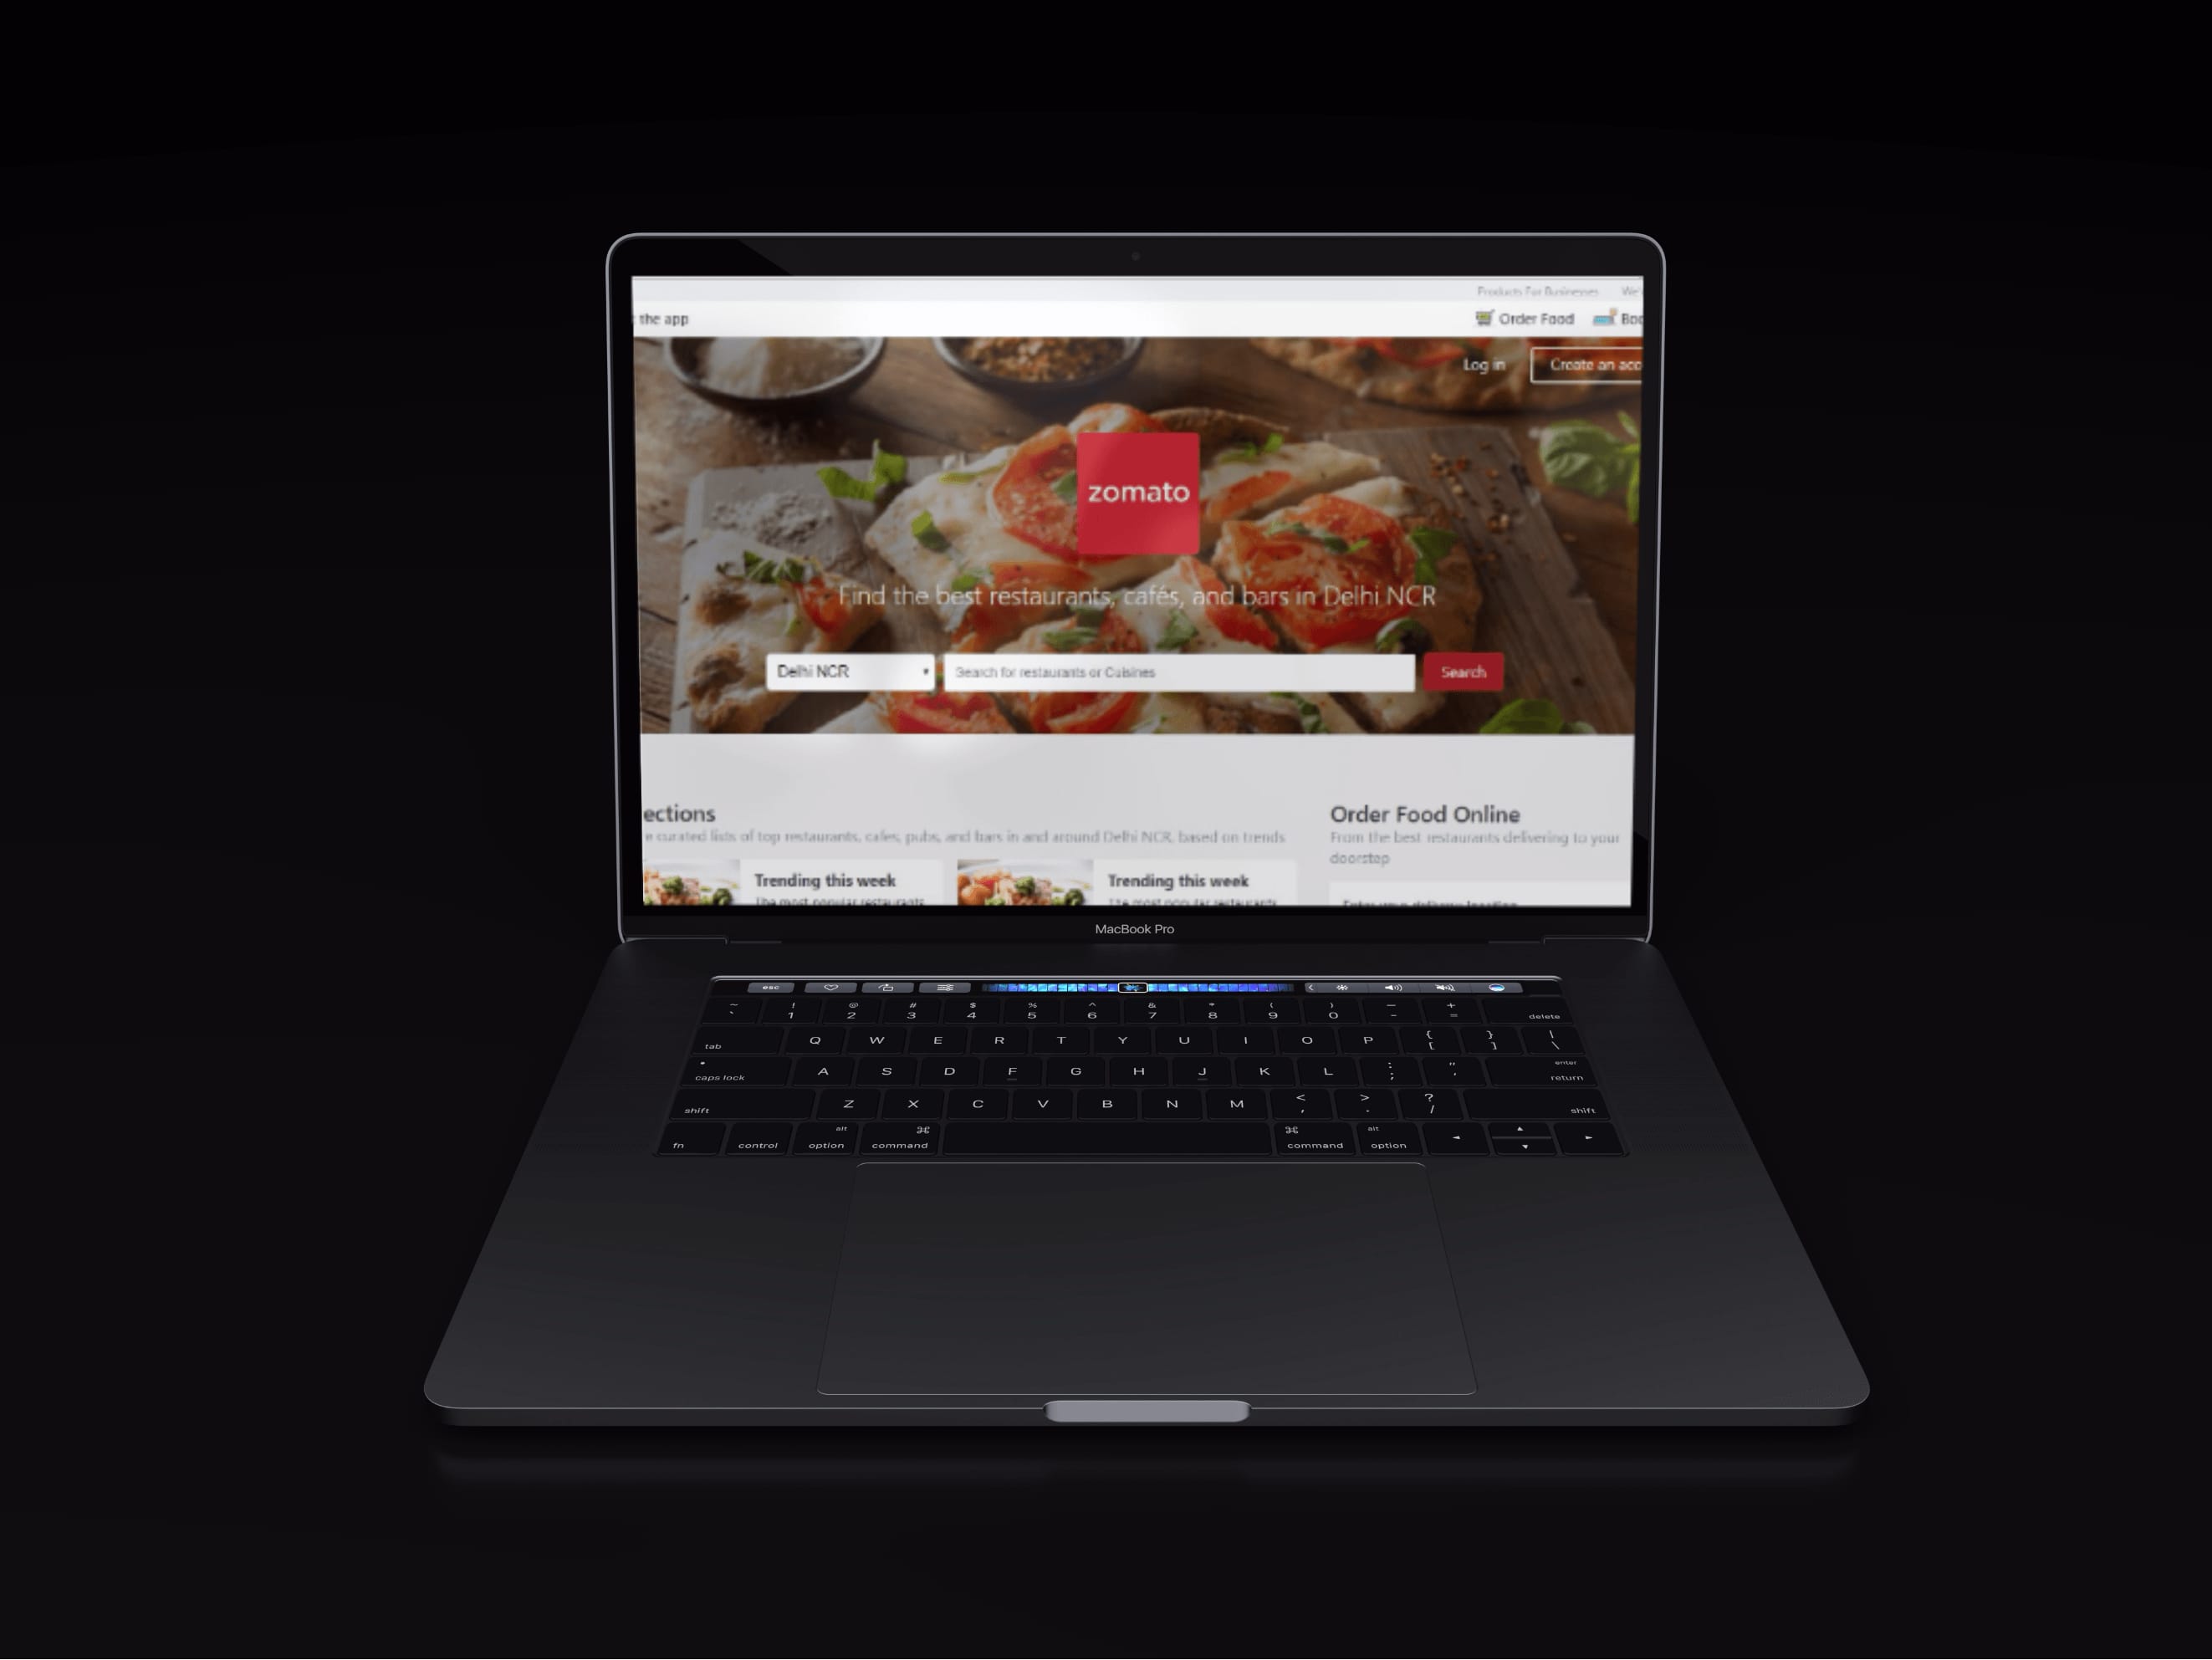 Products For Businesses We'
the app Order Food Boo
Log in Create an acc
zomato
Find the best restaurants, cafés, and bars in Delhi NCR
Delhi NCR Search for restaurants or Cuisines Search
ections Order Food Online
e curated lists of top restaurants, cafes, pubs, and bars in and around Delhi NCR, based on trends From the best restaurants delivering to your
doorstep
Trending this week Trending this week
The most popular restaurants The most popular restaurants
Enter your delivery location
MacBook Pro
esc
~ ! @ # $ % ^ & * ( ) — +
` 1 2 3 4 5 6 7 8 9 0 - = delete
tab Q W E R T Y U I O P { [ } ] | \
caps lock A S D F G H J K L : ; " ' enter return
shift Z X C V B N M < , > . ? / shift
fn control alt option ⌘ command ⌘ command alt option